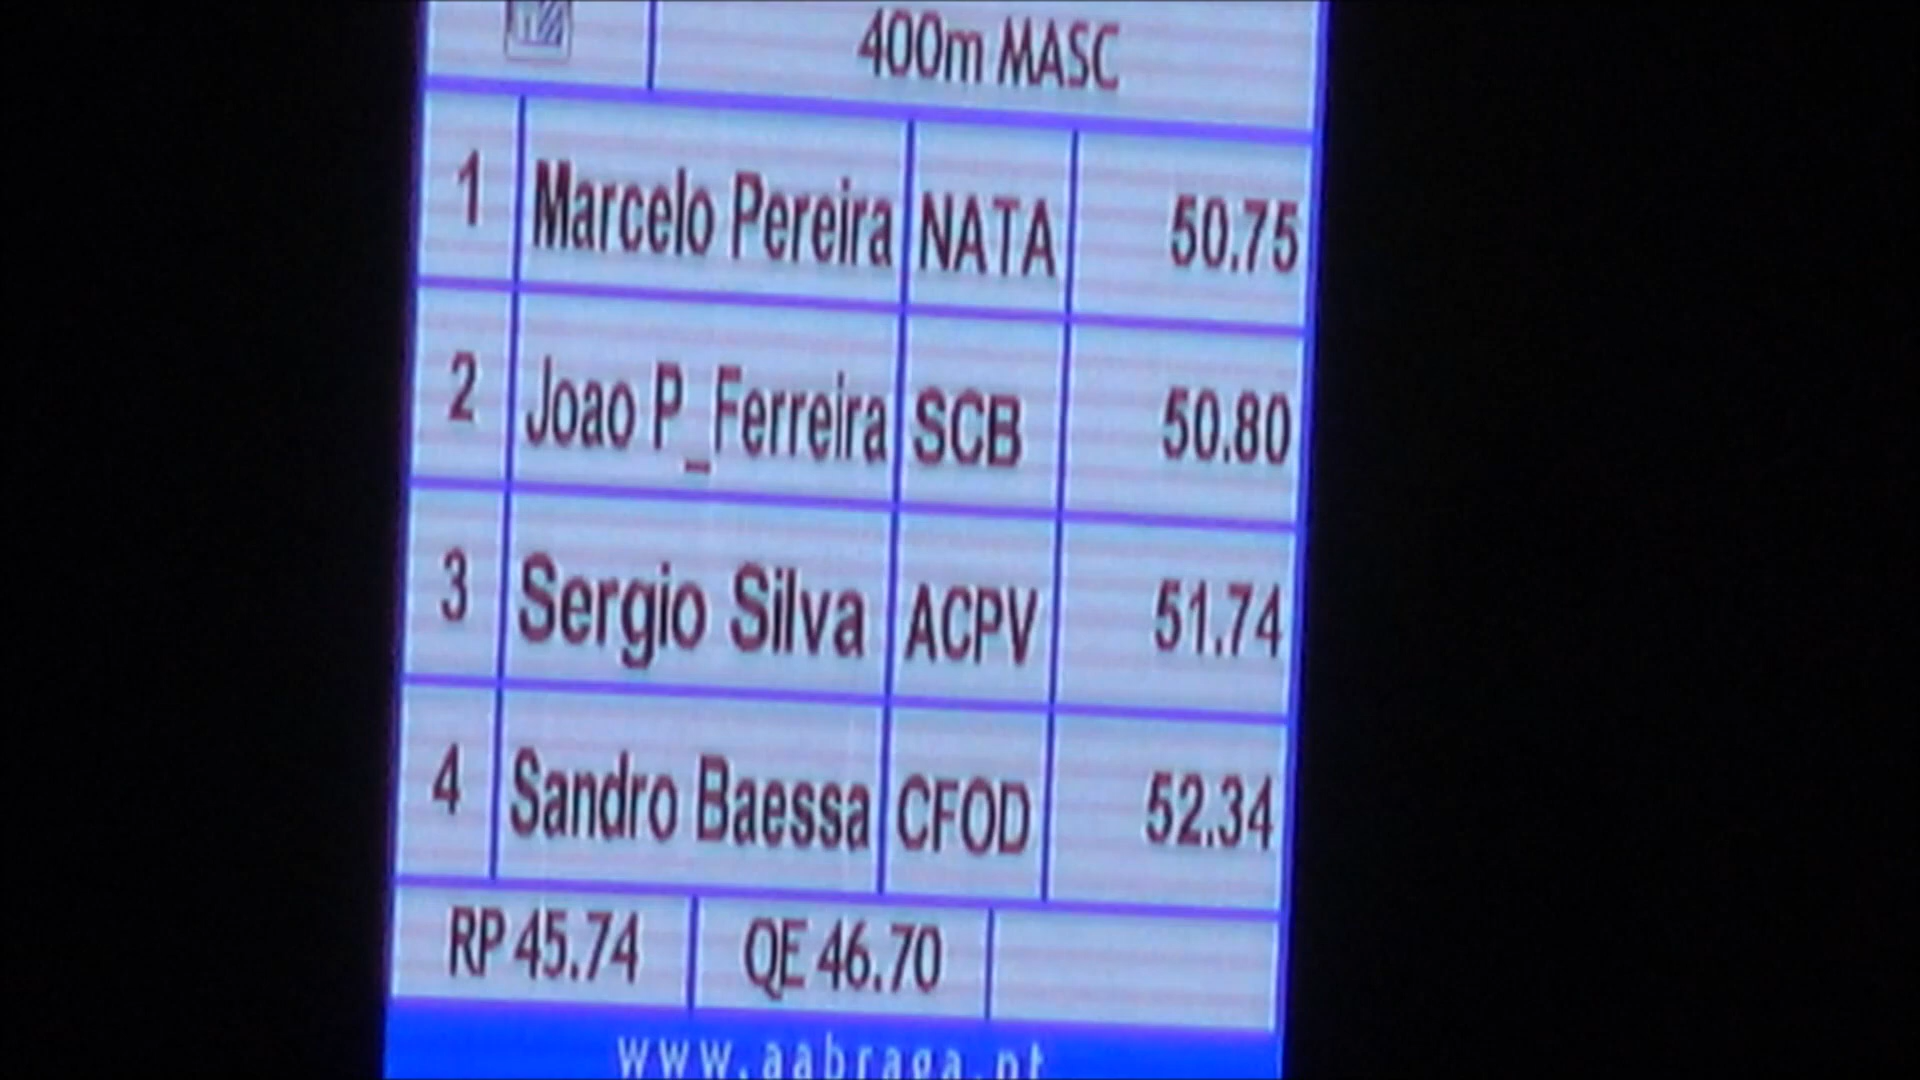 400m MASC
1 Marcelo Pereira NATA 50.75
2 Joao P_Ferreira SCB 50.80
3 Sergio Silva ACPV 51.74
4 Sandro Baessa CFOD 52.34
RP 45.74 QE 46.70
www.aabraga.pt